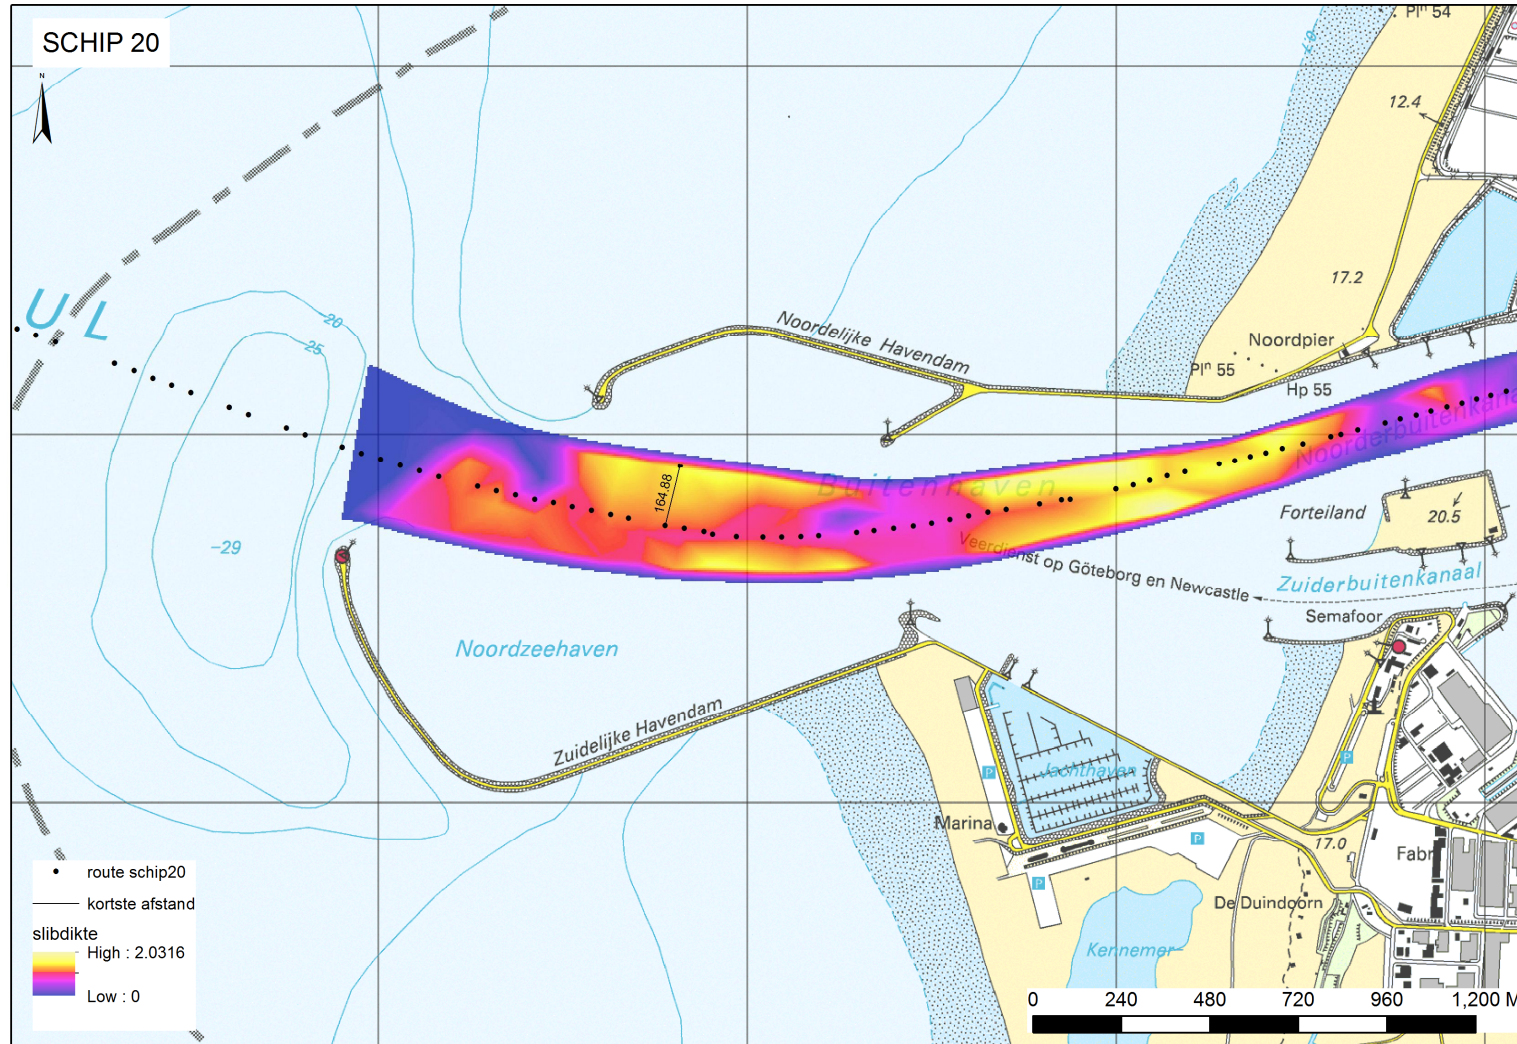 SCHIP 20
N
Plⁿ 54
0.7
12.4
17.2
U L
20
25
Noordelijke Havendam
Noordpier
Plⁿ 55
Hp 55
Noorderbuitenkana
164.88
Buitenhaven
Forteiland
20.5
-29
Veerdienst op Göteborg en Newcastle
Zuiderbuitenkanaal
Semafoor
Noordzeehaven
Zuidelijke Havendam
P
Jachthaven
P
Marina
P
17.0
Fabr
P
De Duindoorn
Kennemer
route schip20
kortste afstand
slibdikte
High : 2.0316
Low : 0
0 240 480 720 960 1,200 M